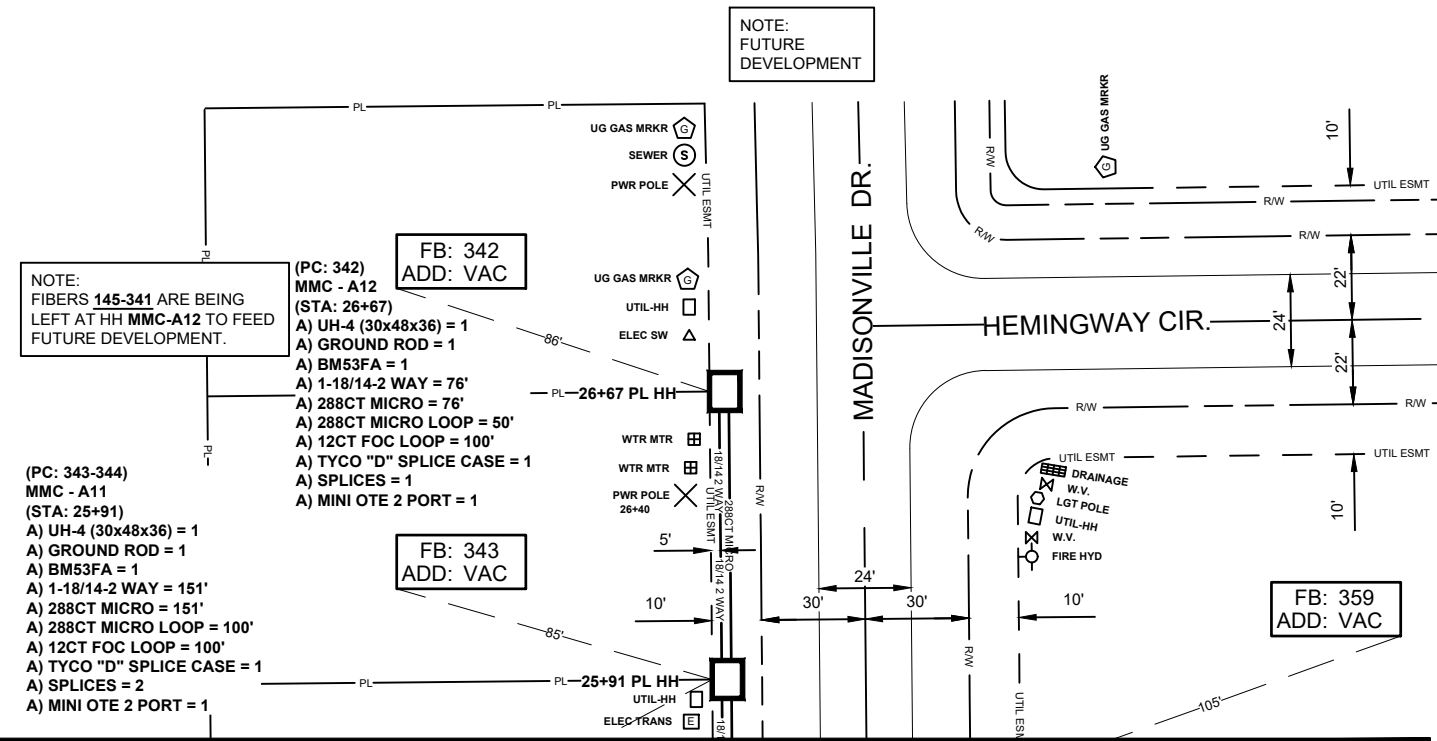 NOTE:
FUTURE
DEVELOPMENT
PL
PL
UG GAS MRKR
G
SEWER
S
PWR POLE
UTIL ESMT
UG GAS MRKR
G
10'
UTIL ESMT
R/W
R/W
R/W
R/W
PL
FB: 342
ADD: VAC
NOTE:
FIBERS 145-341 ARE BEING
LEFT AT HH MMC-A12 TO FEED
FUTURE DEVELOPMENT.
(PC: 342)
MMC - A12
(STA: 26+67)
A) UH-4 (30x48x36) = 1
A) GROUND ROD = 1
A) BM53FA = 1
A) 1-18/14-2 WAY = 76'
A) 288CT MICRO = 76'
A) 288CT MICRO LOOP = 50'
A) 12CT FOC LOOP = 100'
A) TYCO "D" SPLICE CASE = 1
A) SPLICES = 1
A) MINI OTE 2 PORT = 1
UG GAS MRKR
G
UTIL-HH
ELEC SW
86'
PL
26+67 PL HH
MADISONVILLE DR.
HEMINGWAY CIR.
22'
24'
22'
R/W
R/W
PL
WTR MTR
WTR MTR
PWR POLE
26+40
18/14 2 WAY
UTIL ESMT
288CT MICRO
18/14 2 WAY
R/W
UTIL ESMT
UTIL ESMT
DRAINAGE
W.V.
LGT POLE
UTIL-HH
W.V.
FIRE HYD
10'
(PC: 343-344)
MMC - A11
(STA: 25+91)
A) UH-4 (30x48x36) = 1
A) GROUND ROD = 1
A) BM53FA = 1
A) 1-18/14-2 WAY = 151'
A) 288CT MICRO = 151'
A) 288CT MICRO LOOP = 100'
A) 12CT FOC LOOP = 100'
A) TYCO "D" SPLICE CASE = 1
A) SPLICES = 2
A) MINI OTE 2 PORT = 1
FB: 343
ADD: VAC
5'
10'
24'
30'
30'
10'
FB: 359
ADD: VAC
85'
PL
PL
25+91 PL HH
UTIL-HH
ELEC TRANS
E
R/W
105'